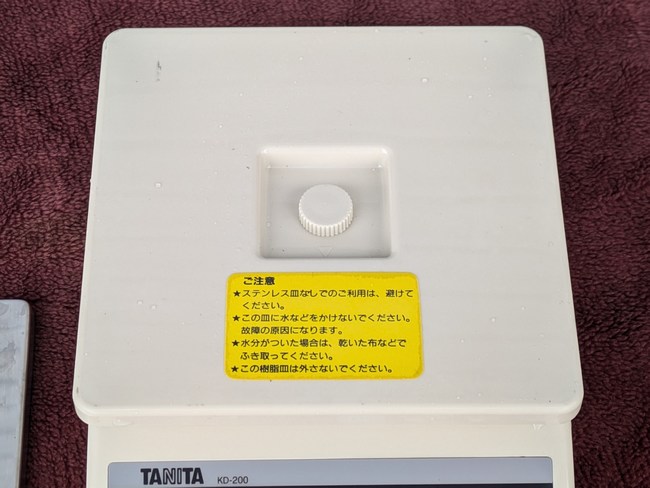 ご注意
★ステンレス皿なしでのご利用は、避けて
ください。
★この皿に水などをかけないでください。
故障の原因になります。
★水分がついた場合は、乾いた布などで
ふき取ってください。
★この樹脂皿は外さないでください。
TANITA KD-200